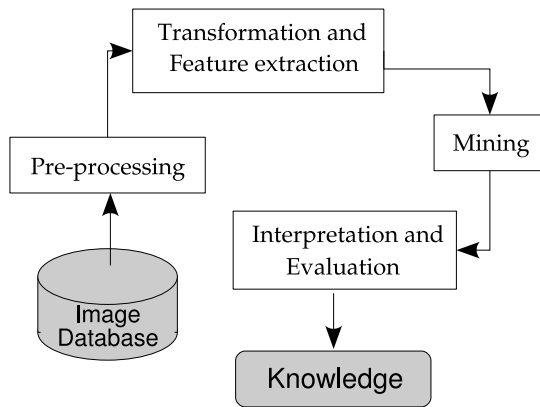 Transformation and
Feature extraction
Pre-processing
Mining
Interpretation and
Evaluation
Image
Database
Knowledge